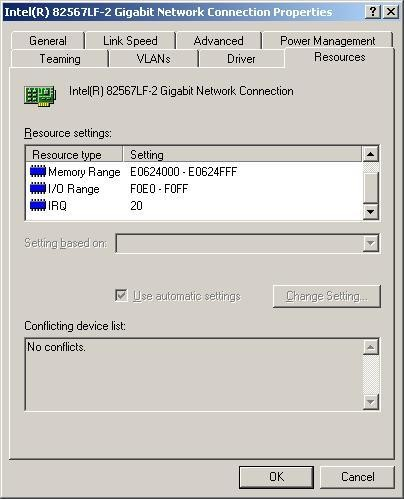 Intel(R) 82567LF-2 Gigabit Network Connection Properties
General Link Speed Advanced Power Management
Teaming VLANs Driver Resources
Intel(R) 82567LF-2 Gigabit Network Connection
Resource settings:
Resource type Setting
Memory Range E0624000 - E0624FFF
I/O Range F0E0 - F0FF
IRQ 20
Setting based on:
Use automatic settings Change Setting...
Conflicting device list:
No conflicts.
OK Cancel